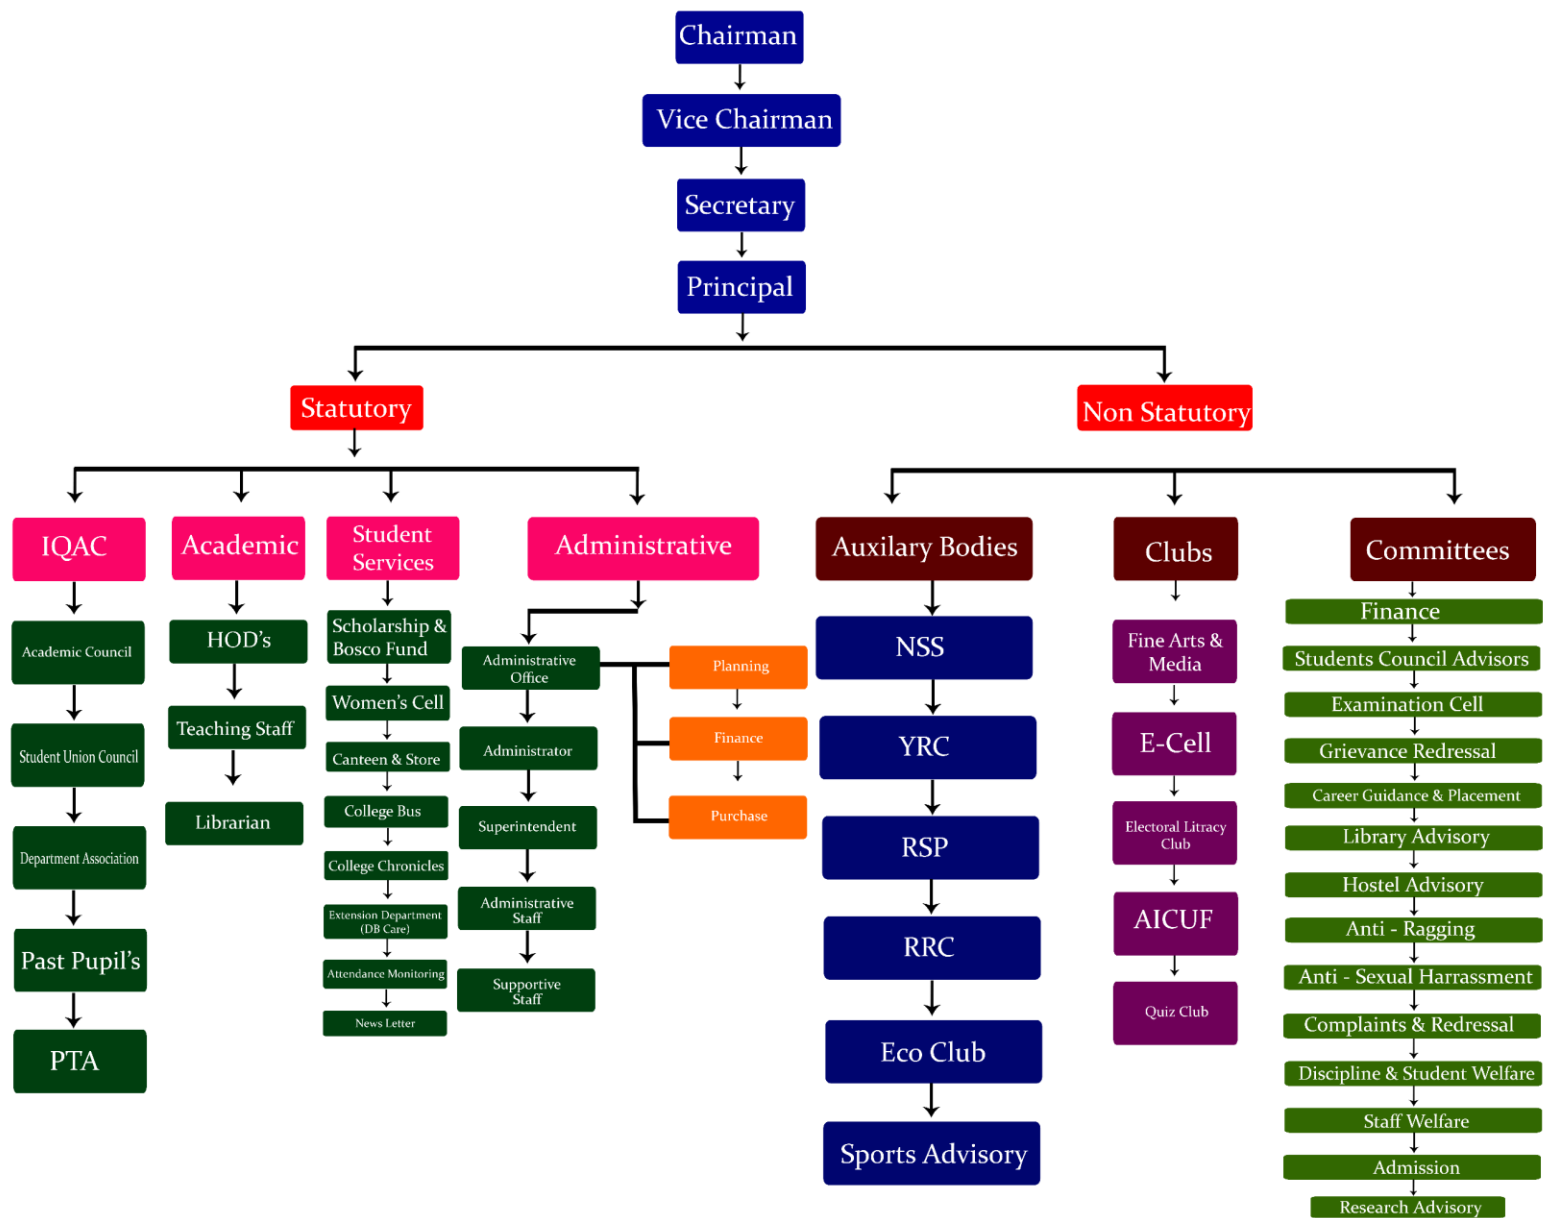 Chairman
Vice Chairman
Secretary
Principal
Statutory
Non Statutory
IQAC
Academic Council
Student Union Council
Department Association
Past Pupil's
PTA
Academic
HOD's
Teaching Staff
Librarian
Student
Services
Scholarship &
Bosco Fund
Women's Cell
Canteen & Store
College Bus
College Chronicles
Extension Department
(DB Care)
Attendance Monitoring
News Letter
Administrative
Administrative
Office
Administrator
Superintendent
Administrative
Staff
Supportive
Staff
Planning
Finance
Purchase
Auxilary Bodies
NSS
YRC
RSP
RRC
Eco Club
Sports Advisory
Clubs
Fine Arts &
Media
E-Cell
Electoral Litracy
Club
AICUF
Quiz Club
Committees
Finance
Students Council Advisors
Examination Cell
Grievance Redressal
Career Guidance & Placement
Library Advisory
Hostel Advisory
Anti - Ragging
Anti - Sexual Harrassment
Complaints & Redressal
Discipline & Student Welfare
Staff Welfare
Admission
Research Advisory